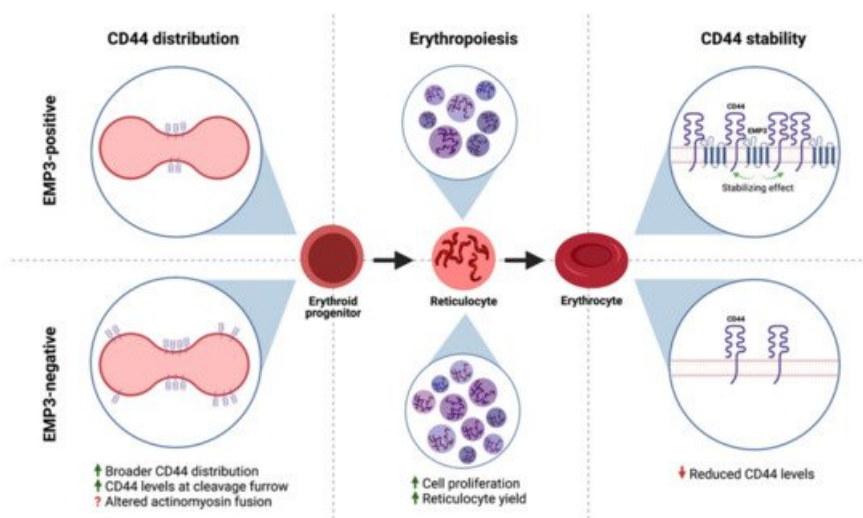 CD44 distribution
Erythropoiesis
CD44 stability
EMP3-positive
CD44
EMP3
Stabilizing effect
Erythroid
progenitor
Reticulocyte
Erythrocyte
EMP3-negative
CD44
Broader CD44 distribution
CD44 levels at cleavage furrow
? Altered actinomyosin fusion
Cell proliferation
Reticulocyte yield
Reduced CD44 levels